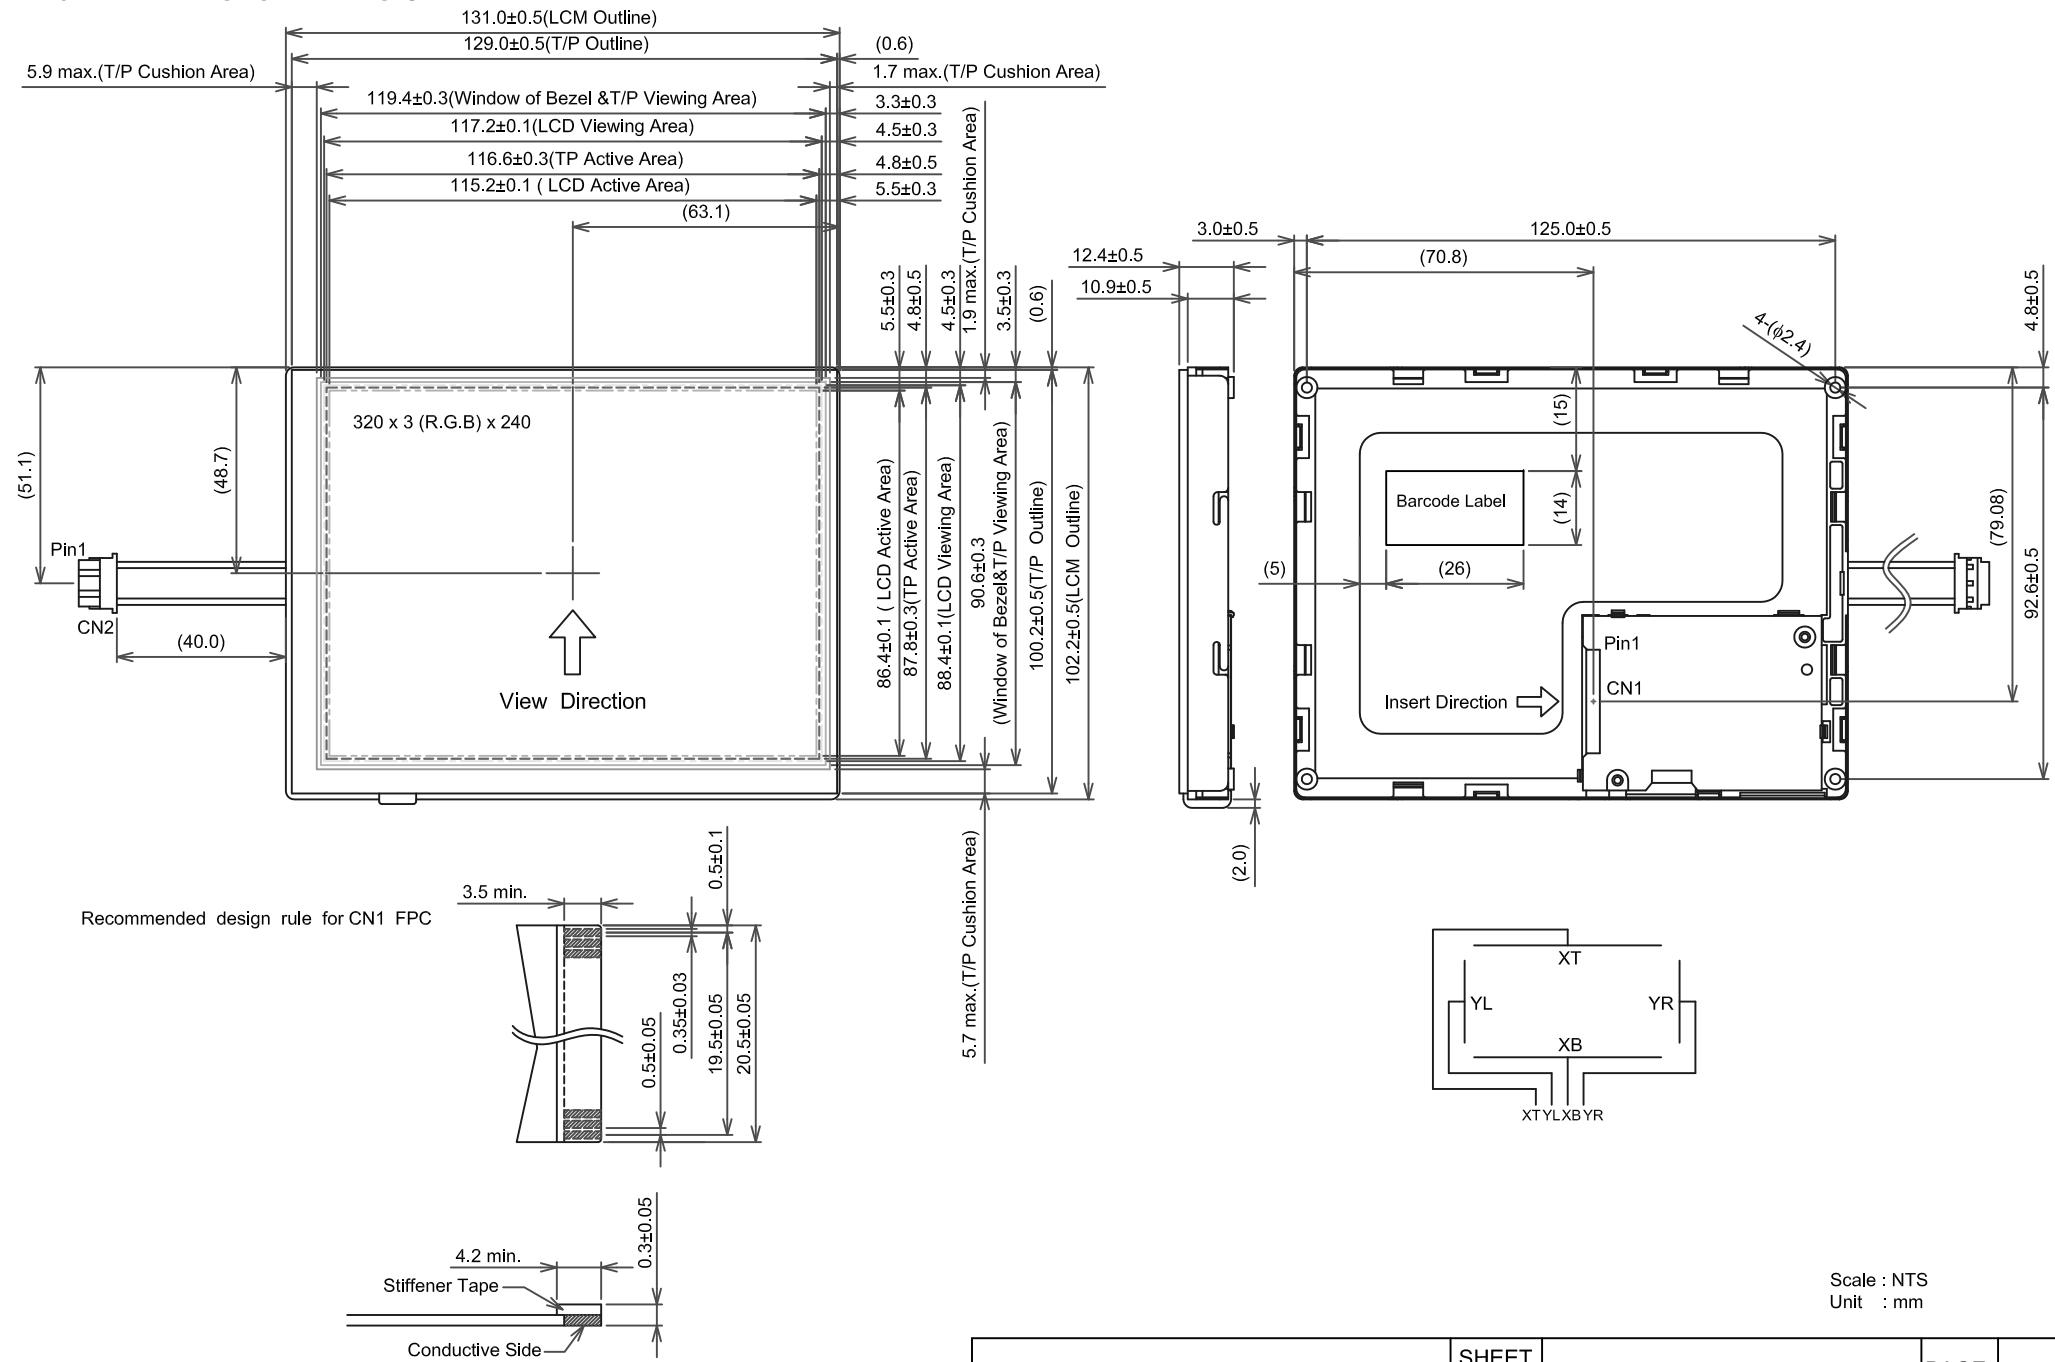 131.0±0.5(LCM Outline)
129.0±0.5(T/P Outline)
(0.6)
5.9 max.(T/P Cushion Area)
1.7 max.(T/P Cushion Area)
119.4±0.3(Window of Bezel &T/P Viewing Area)
3.3±0.3
117.2±0.1(LCD Viewing Area)
4.5±0.3
116.6±0.3(TP Active Area)
4.8±0.5
115.2±0.1 ( LCD Active Area)
5.5±0.3
(63.1)
5.5±0.3
4.8±0.5
4.5±0.3
1.9 max.(T/P Cushion Area)
3.5±0.3
(0.6)
320 x 3 (R.G.B) x 240
(51.1)
(48.7)
Pin1
CN2
(40.0)
View Direction
86.4±0.1 ( LCD Active Area)
87.8±0.3(TP Active Area)
88.4±0.1(LCD Viewing Area)
90.6±0.3
(Window of Bezel&T/P Viewing Area)
100.2±0.5(T/P Outline)
102.2±0.5(LCM Outline)
5.7 max.(T/P Cushion Area)
12.4±0.5
10.9±0.5
(2.0)
3.0±0.5
125.0±0.5
(70.8)
4-(ϕ2.4)
4.8±0.5
(15)
(14)
Barcode Label
(5)
(26)
(79.08)
92.6±0.5
Pin1
CN1
Insert Direction
Recommended design rule for CN1 FPC
3.5 min.
0.5±0.1
0.5±0.05
0.35±0.03
19.5±0.05
20.5±0.05
4.2 min.
0.3±0.05
Stiffener Tape
Conductive Side
XT
YL
YR
XB
XT YL XB YR
Scale : NTS
Unit : mm
SHEET